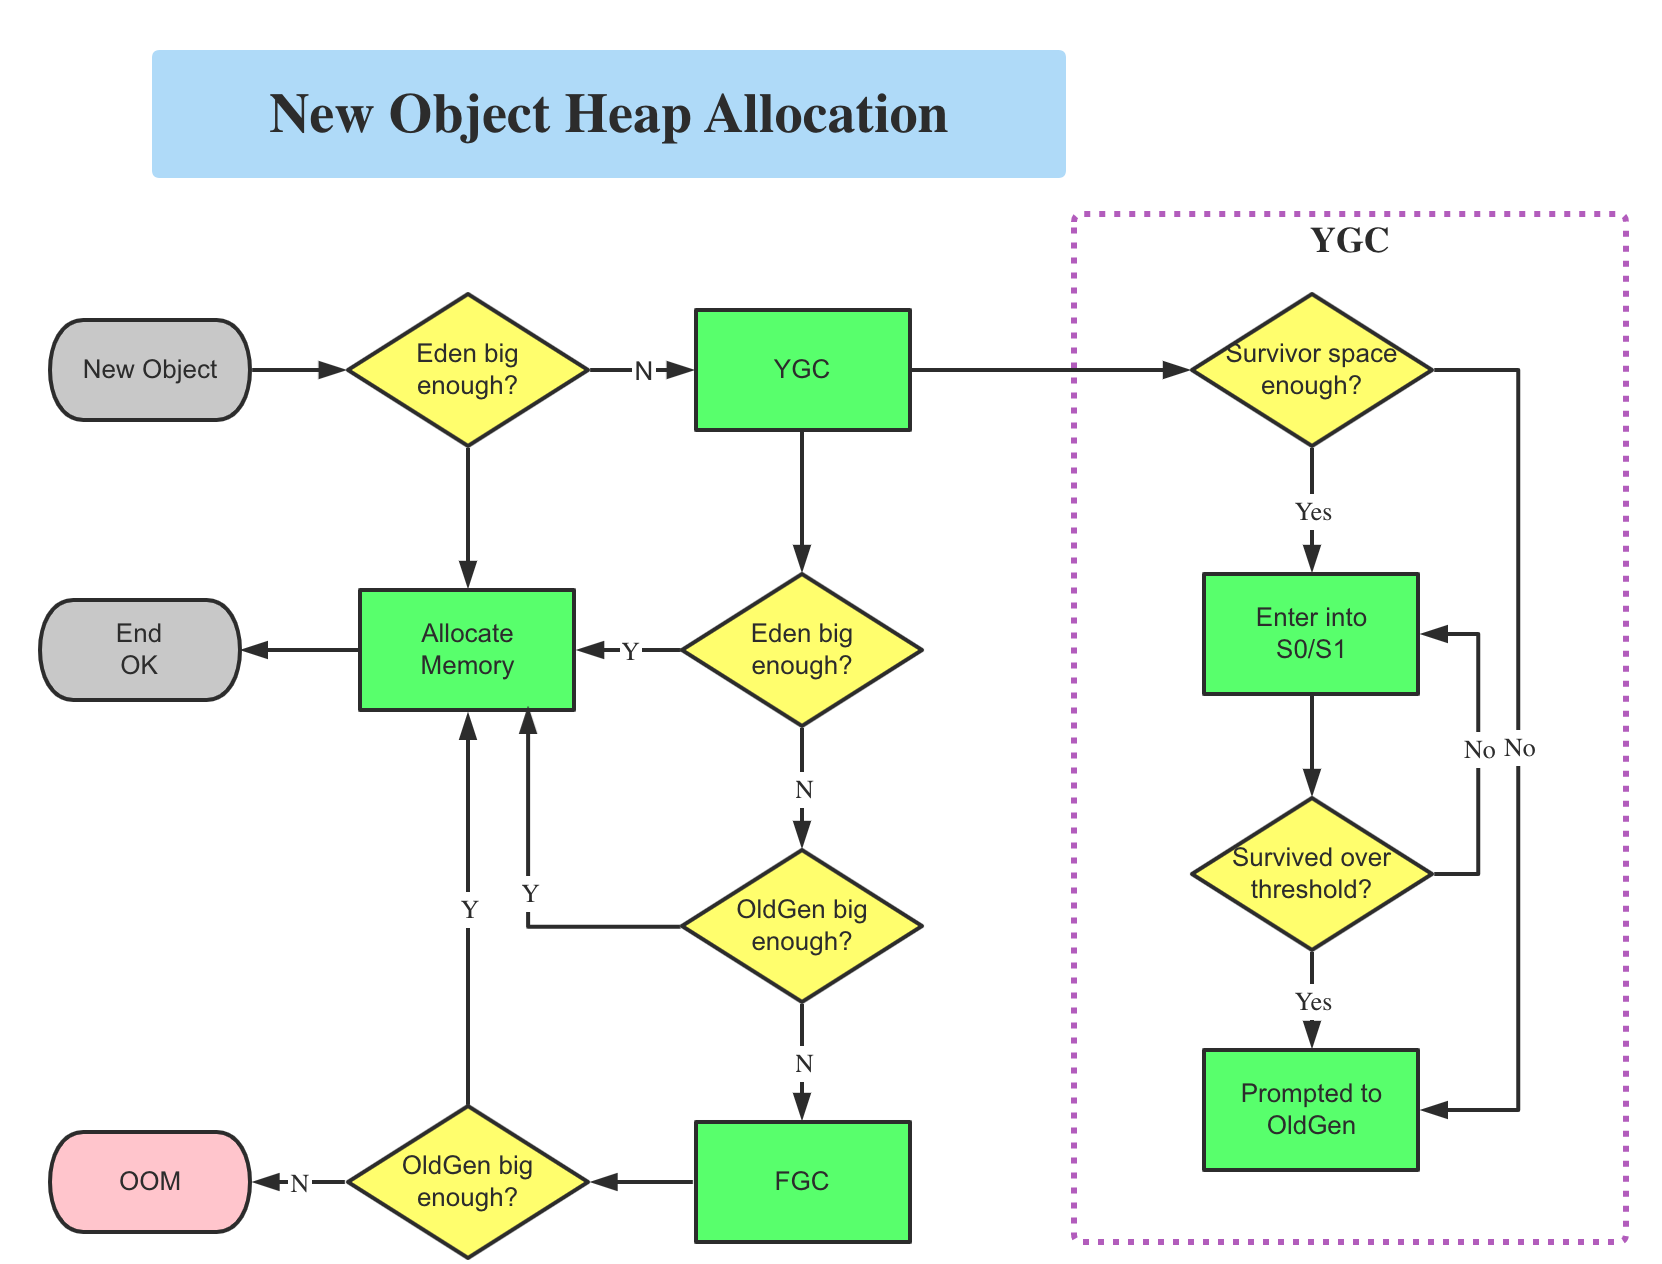 New Object Heap Allocation
YGC
New Object
Eden big
enough?
N
YGC
Survivor space
enough?
Yes
End
OK
Allocate
Memory
Y
Eden big
enough?
Enter into
S0/S1
N
No
No
Y
Y
OldGen big
enough?
Survived over
threshold?
Yes
N
Prompted to
OldGen
OOM
N
OldGen big
enough?
FGC